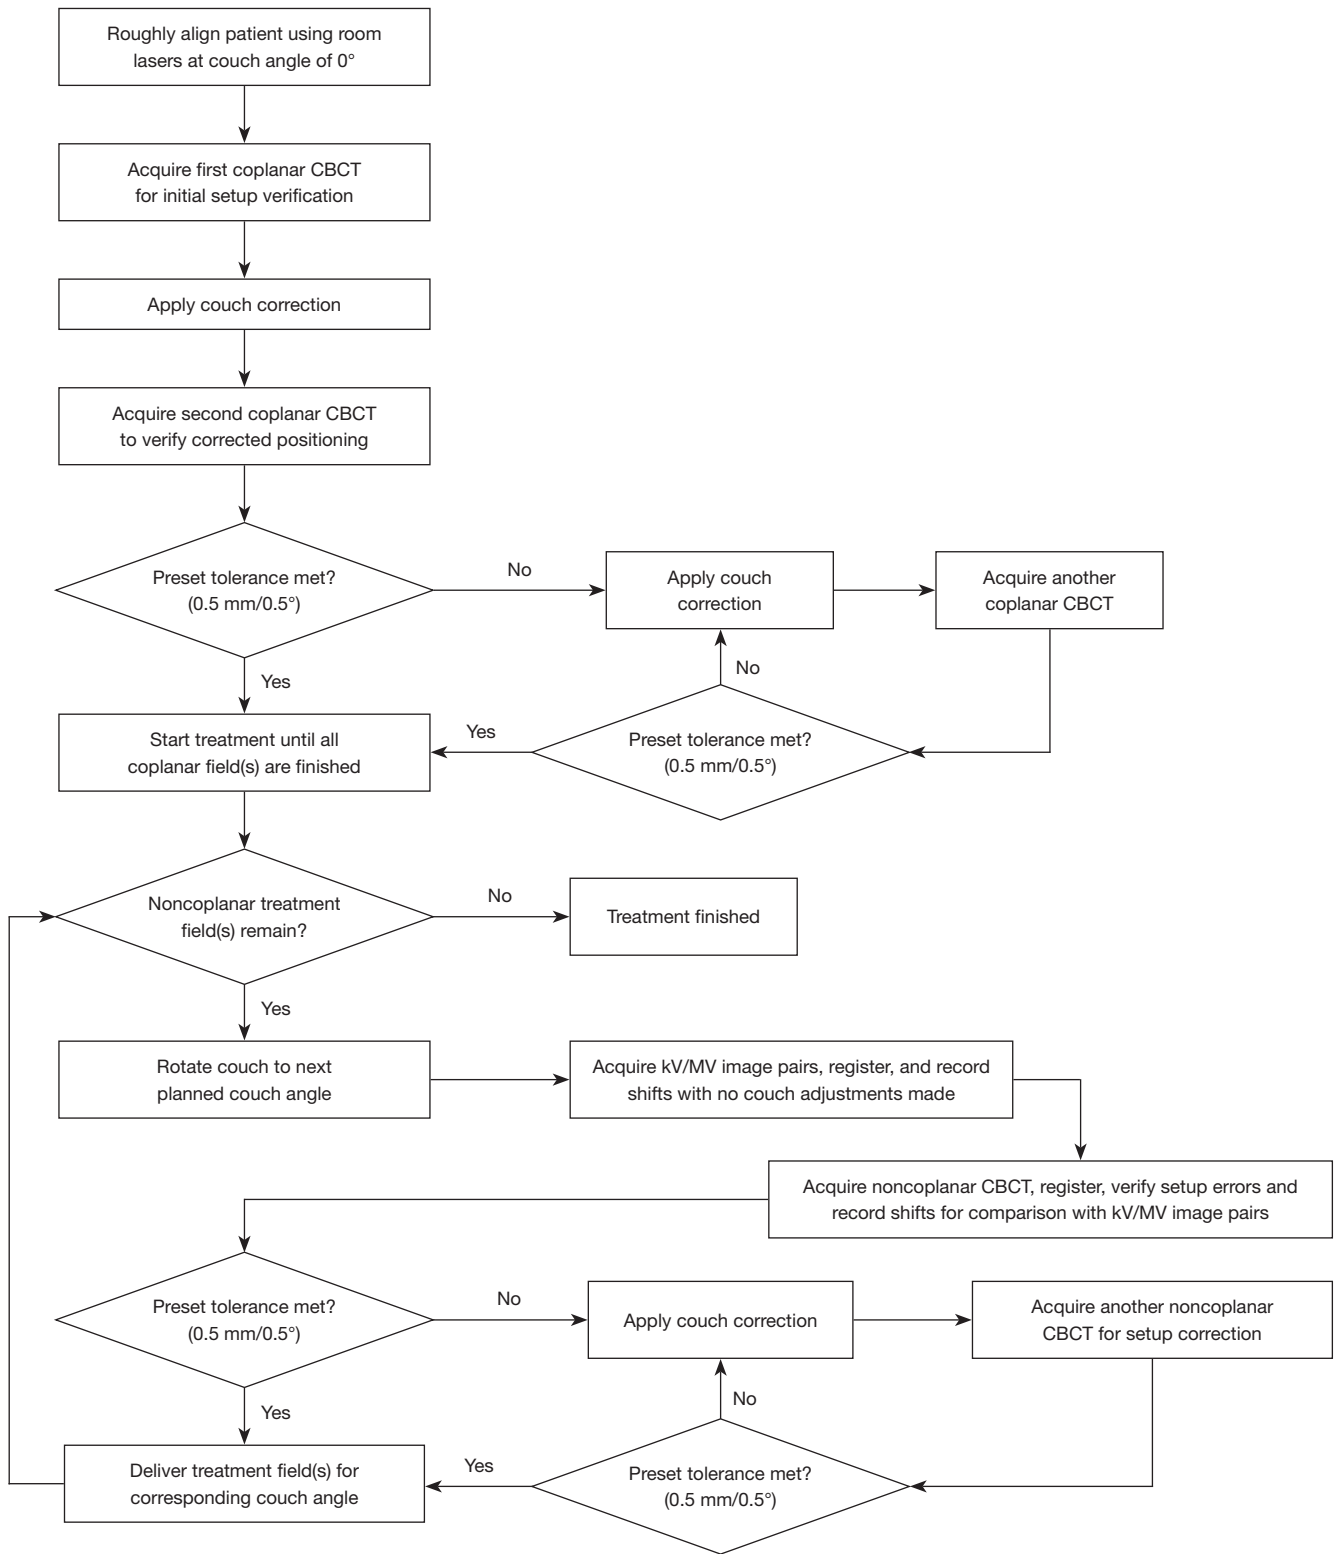 Roughly align patient using room
lasers at couch angle of 0°
Acquire first coplanar CBCT
for initial setup verification
Apply couch correction
Acquire second coplanar CBCT
to verify corrected positioning
Preset tolerance met?
(0.5 mm/0.5°)
No
Apply couch
correction
Acquire another
coplanar CBCT
Yes
No
Start treatment until all
coplanar field(s) are finished
Yes
Preset tolerance met?
(0.5 mm/0.5°)
Noncoplanar treatment
field(s) remain?
No
Treatment finished
Yes
Rotate couch to next
planned couch angle
Acquire kV/MV image pairs, register, and record
shifts with no couch adjustments made
Acquire noncoplanar CBCT, register, verify setup errors and
record shifts for comparison with kV/MV image pairs
Preset tolerance met?
(0.5 mm/0.5°)
No
Apply couch correction
Acquire another noncoplanar
CBCT for setup correction
Yes
No
Deliver treatment field(s) for
corresponding couch angle
Yes
Preset tolerance met?
(0.5 mm/0.5°)